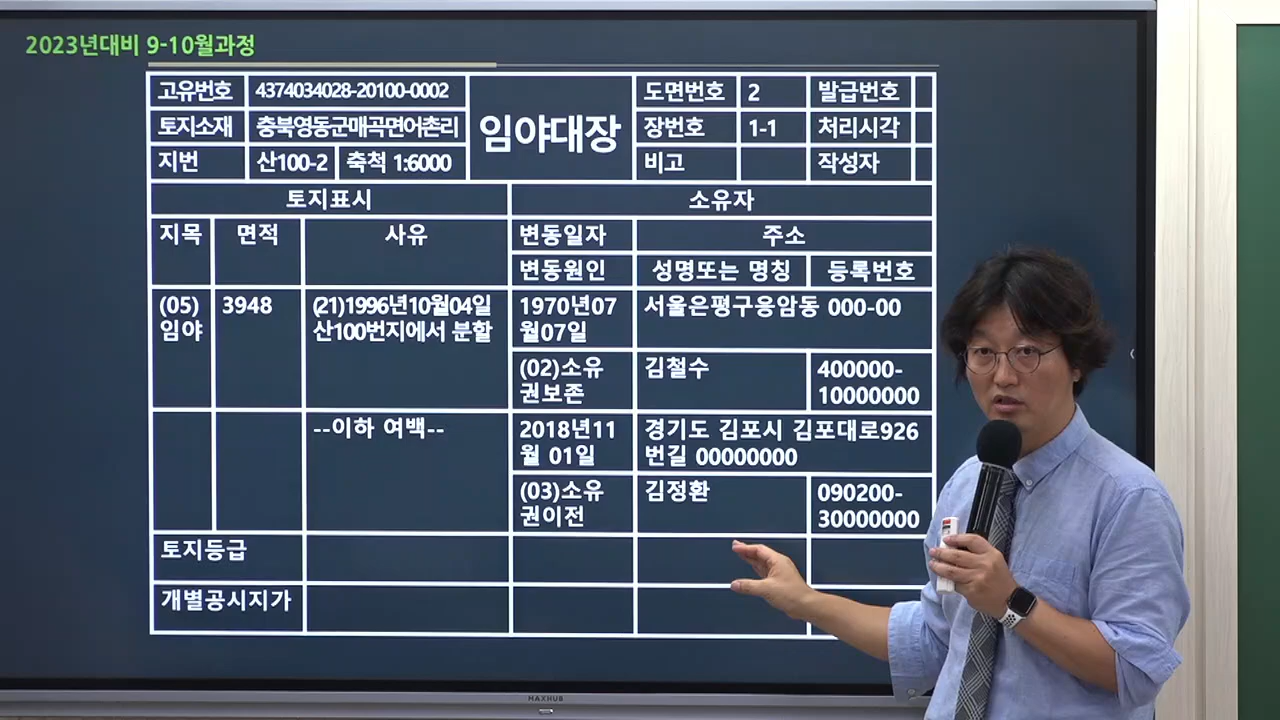 2023년대비 9-10월과정
고유번호 4374034028-20100-0002 임야대장 도면번호 2 발급번호
토지소재 충북영동군매곡면어촌리 장번호 1-1 처리시각
지번 산100-2 축척 1:6000 비고 작성자
토지표시 소유자
지목 면적 사유 변동일자 주소
변동원인 성명또는 명칭 등록번호
(05) 3948 (21)1996년10월04일 1970년07 서울은평구응암동 000-00
임야 산100번지에서 분할 월07일
(02)소유 김철수 400000-
권보존 10000000
--이하 여백-- 2018년11 경기도 김포시 김포대로926
월 01일 번길 00000000
(03)소유 김정환 090200-
권이전 30000000
토지등급
개별공시지가
MAXHUB